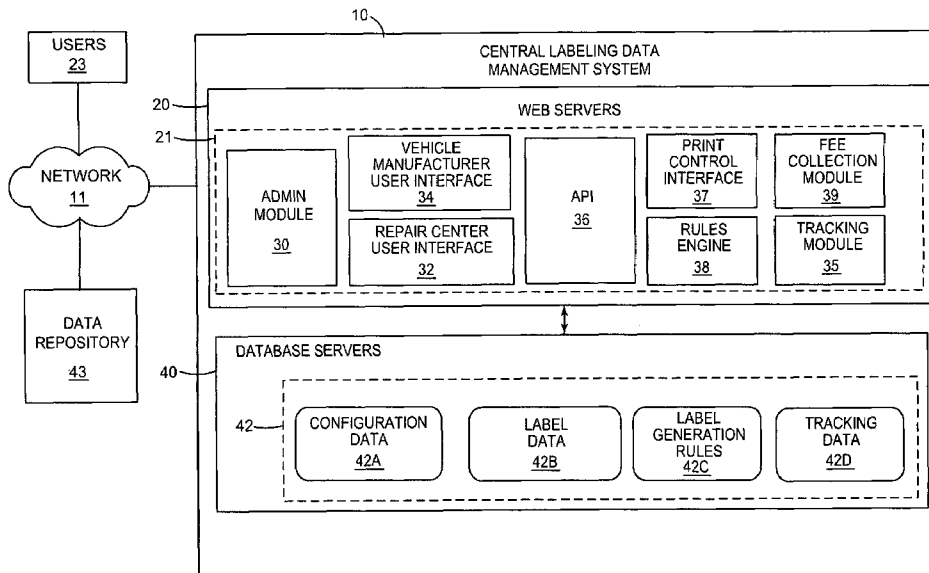 10
USERS
23
NETWORK
11
DATA
REPOSITORY
43
CENTRAL LABELING DATA
MANAGEMENT SYSTEM
20
WEB SERVERS
21
ADMIN
MODULE
30
VEHICLE
MANUFACTURER
USER INTERFACE
34
REPAIR CENTER
USER INTERFACE
32
API
36
PRINT
CONTROL
INTERFACE
37
RULES
ENGINE
38
FEE
COLLECTION
MODULE
39
TRACKING
MODULE
35
40
DATABASE SERVERS
42
CONFIGURATION
DATA
42A
LABEL
DATA
42B
LABEL
GENERATION
RULES
42C
TRACKING
DATA
42D